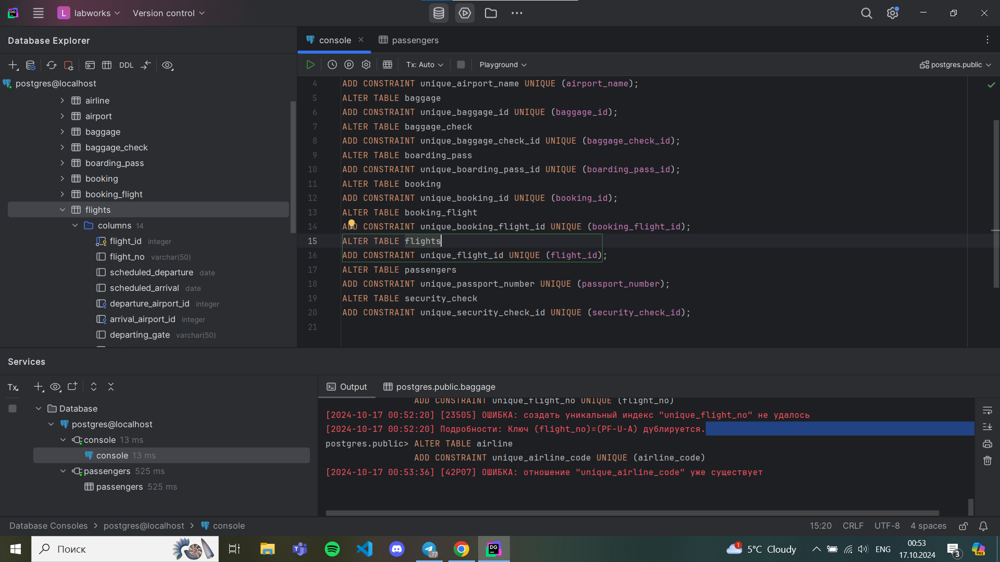 L labworks
Version control
Database Explorer
console
passengers
DDL
Tx: Auto
Playground
postgres.public
postgres@localhost
airline
airport
baggage
baggage_check
boarding_pass
booking
booking_flight
flights
columns 14
flight_id integer
flight_no varchar(50)
scheduled_departure date
scheduled_arrival date
departure_airport_id integer
arrival_airport_id integer
departing_gate varchar(50)
4 ADD CONSTRAINT unique_airport_name UNIQUE (airport_name);
5 ALTER TABLE baggage
6 ADD CONSTRAINT unique_baggage_id UNIQUE (baggage_id);
7 ALTER TABLE baggage_check
8 ADD CONSTRAINT unique_baggage_check_id UNIQUE (baggage_check_id);
9 ALTER TABLE boarding_pass
10 ADD CONSTRAINT unique_boarding_pass_id UNIQUE (boarding_pass_id);
11 ALTER TABLE booking
12 ADD CONSTRAINT unique_booking_id UNIQUE (booking_id);
13 ALTER TABLE booking_flight
14 ADD CONSTRAINT unique_booking_flight_id UNIQUE (booking_flight_id);
15 ALTER TABLE flights
16 ADD CONSTRAINT unique_flight_id UNIQUE (flight_id);
17 ALTER TABLE passengers
18 ADD CONSTRAINT unique_passport_number UNIQUE (passport_number);
19 ALTER TABLE security_check
20 ADD CONSTRAINT unique_security_check_id UNIQUE (security_check_id);
21
Services
Tx
Database
postgres@localhost
console 13 ms
console 13 ms
passengers 525 ms
passengers 525 ms
Output
postgres.public.baggage
ADD CONSTRAINT unique_flight_no UNIQUE (flight_no)
[2024-10-17 00:52:20] [23505] ОШИБКА: создать уникальный индекс "unique_flight_no" не удалось
[2024-10-17 00:52:20] Подробности: Ключ (flight_no)=(PF-U-A) дублируется.
postgres.public> ALTER TABLE airline
ADD CONSTRAINT unique_airline_code UNIQUE (airline_code)
[2024-10-17 00:53:36] [42P07] ОШИБКА: отношение "unique_airline_code" уже существует
Database Consoles > postgres@localhost > console
15:20 CRLF UTF-8 4 spaces
Поиск
..77
DG
1
5°C Cloudy
ENG
00:53
17.10.2024
3
PRE